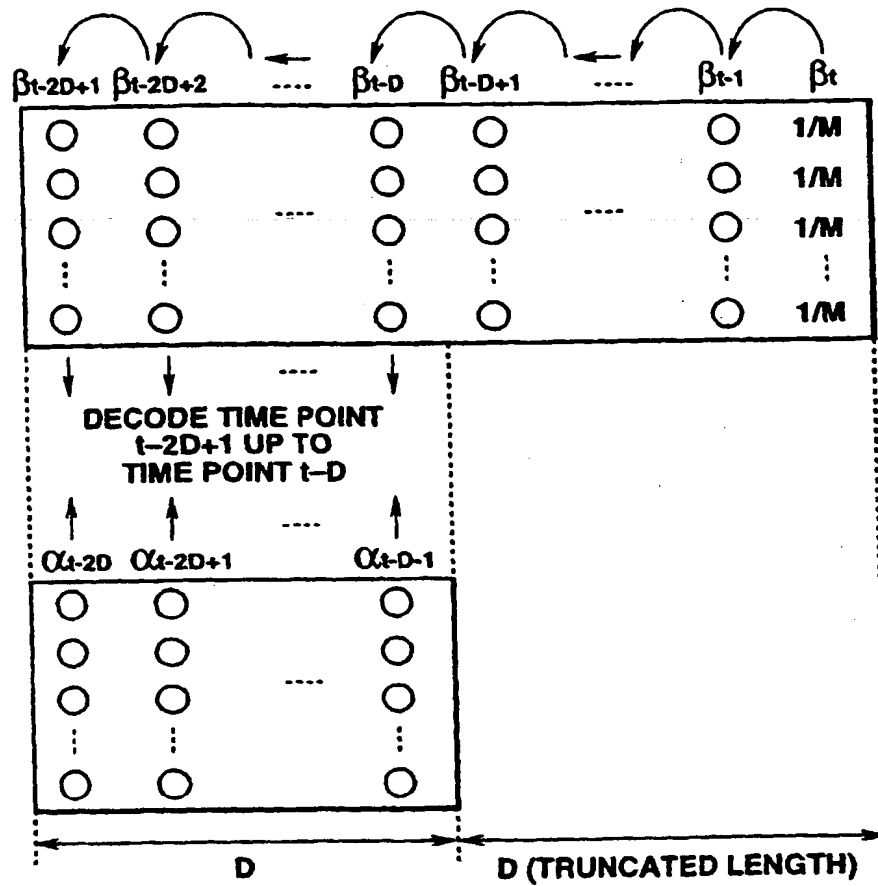 βt-2D+1 βt-2D+2 ···· βt-D βt-D+1 ···· βt-1 βt
1/M
1/M
···· ····
1/M
1/M
DECODE TIME POINT
t–2D+1 UP TO
TIME POINT t–D
αt-2D αt-2D+1 ···· αt-D-1
D D (TRUNCATED LENGTH)